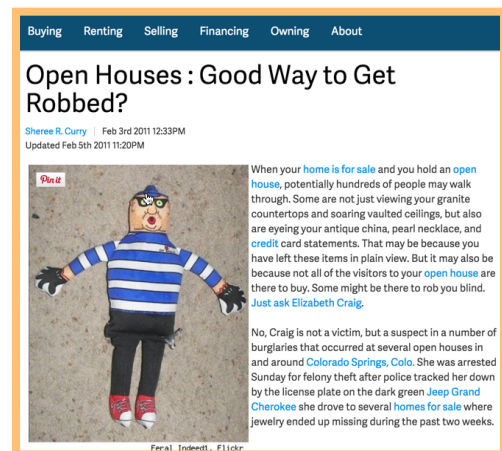 Buying Renting Selling Financing Owning About
Open Houses : Good Way to Get
Robbed?
Sheree R. Curry | Feb 3rd 2011 12:33PM
Updated Feb 5th 2011 11:20PM
Pin it
When your home is for sale and you hold an open
house, potentially hundreds of people may walk
through. Some are not just viewing your granite
countertops and soaring vaulted ceilings, but also
are eyeing your antique china, pearl necklace, and
credit card statements. That may be because you
have left these items in plain view. But it may also be
because not all of the visitors to your open house are
there to buy. Some might be there to rob you blind.
Just ask Elizabeth Craig.
No, Craig is not a victim, but a suspect in a number of
burglaries that occurred at several open houses in
and around Colorado Springs, Colo. She was arrested
Sunday for felony theft after police tracked her down
by the license plate on the dark green Jeep Grand
Cherokee she drove to several homes for sale where
jewelry ended up missing during the past two weeks.
Feral Indeed1, Flickr